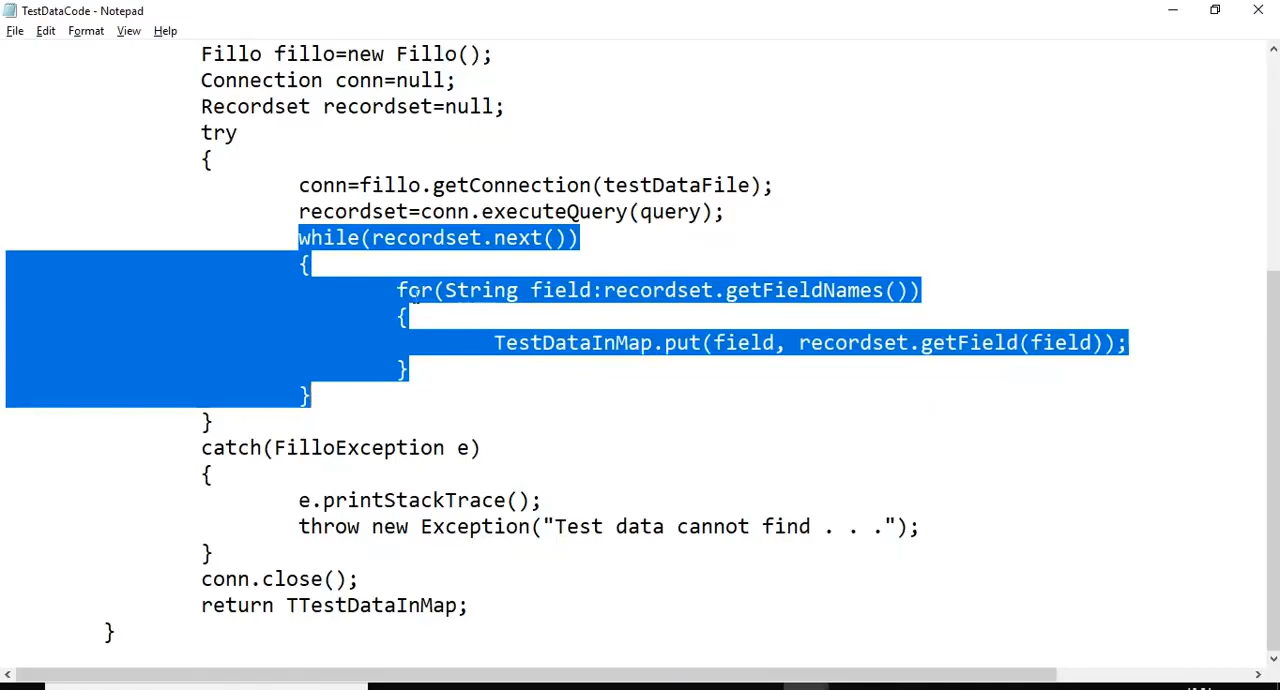 TestDataCode - Notepad
File Edit Format View Help
Fillo fillo=new Fillo();
Connection conn=null;
Recordset recordset=null;
try
{
conn=fillo.getConnection(testDataFile);
recordset=conn.executeQuery(query);
while(recordset.next())
{
for(String field:recordset.getFieldNames())
{
TestDataInMap.put(field, recordset.getField(field));
}
}
}
catch(FilloException e)
{
e.printStackTrace();
throw new Exception("Test data cannot find . . .");
}
conn.close();
return TTestDataInMap;
}